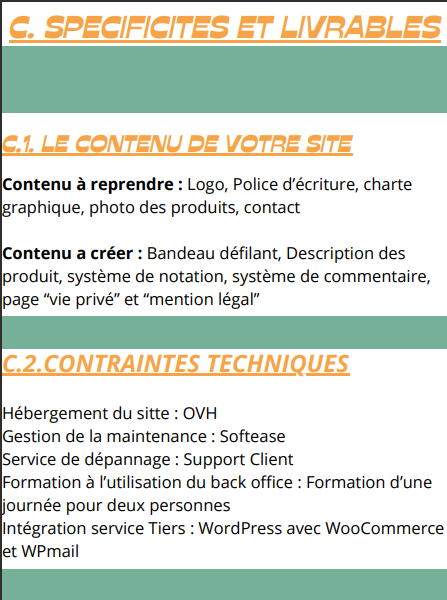 C. SPECIFICITES ET LIVRABLES
C.1. LE CONTENU DE VOTRE SITE
Contenu à reprendre : Logo, Police d’écriture, charte
graphique, photo des produits, contact
Contenu a créer : Bandeau défilant, Description des
produit, système de notation, système de commentaire,
page “vie privé” et “mention légal”
C.2.CONTRAINTES TECHNIQUES
Hébergement du sitte : OVH
Gestion de la maintenance : Softease
Service de dépannage : Support Client
Formation à l’utilisation du back office : Formation d’une
journée pour deux personnes
Intégration service Tiers : WordPress avec WooCommerce
et WPmail